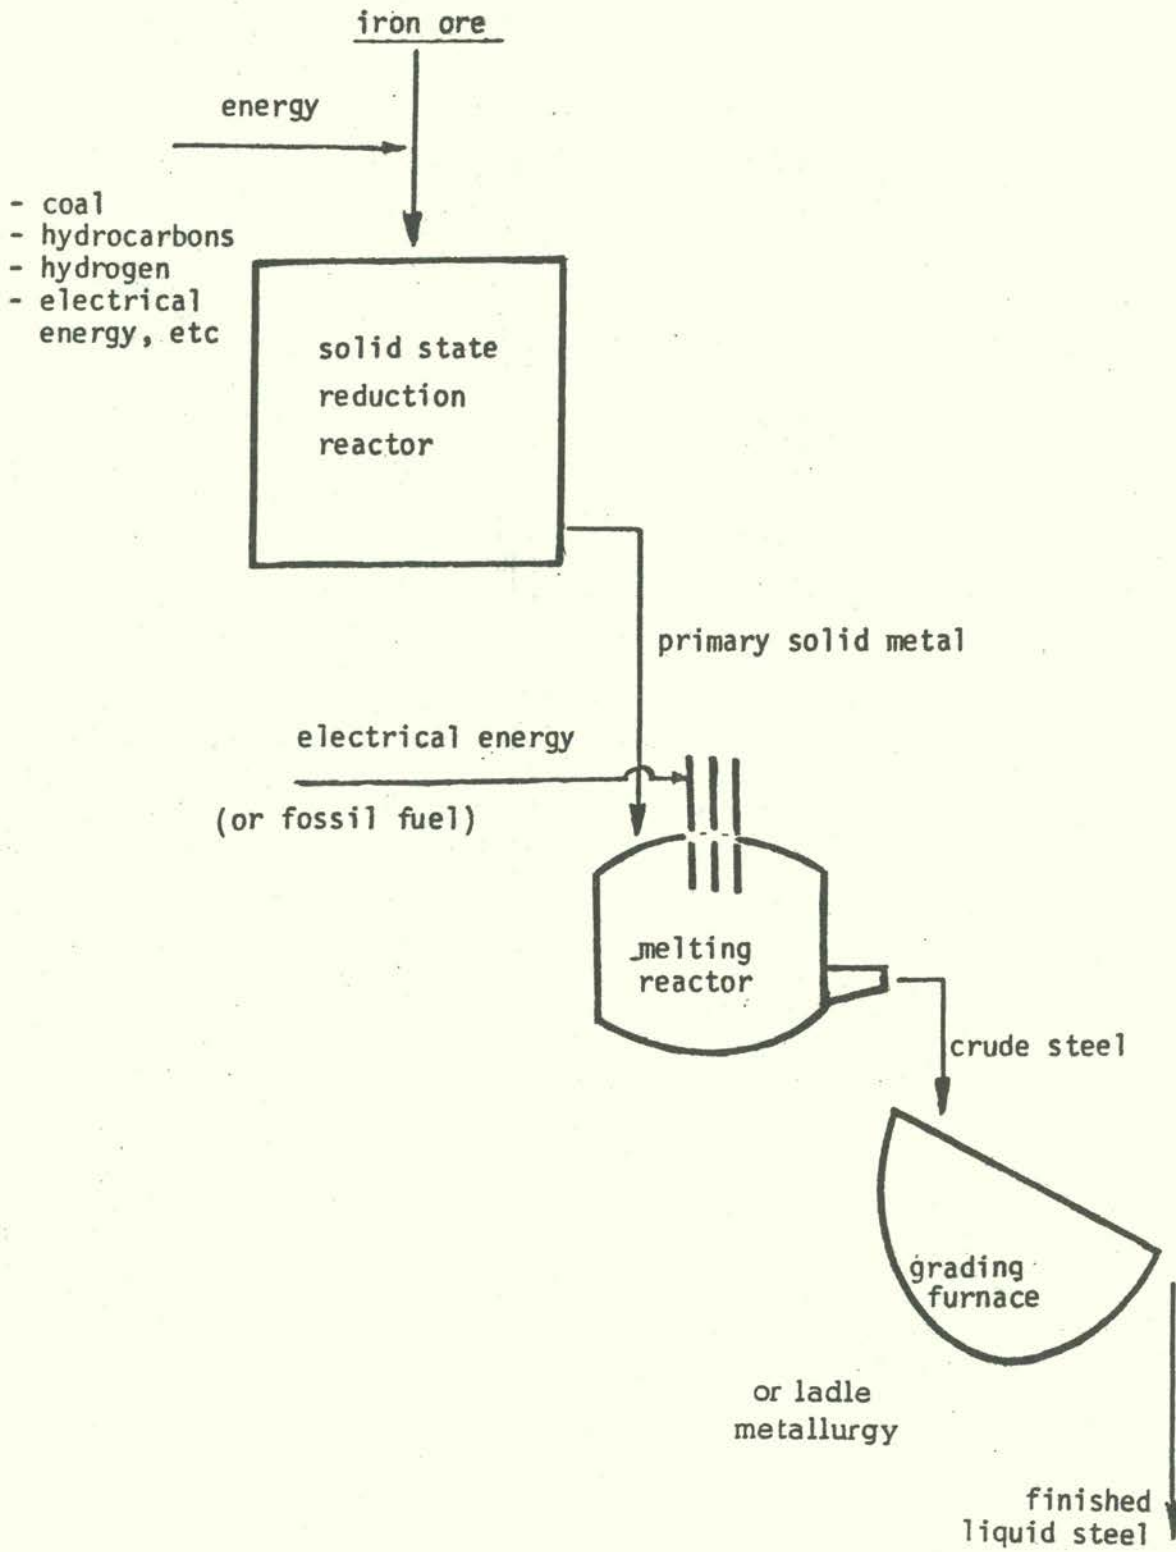 iron ore
energy
- coal
- hydrocarbons
- hydrogen
- electrical
energy, etc
solid state
reduction
reactor
primary solid metal
electrical energy
(or fossil fuel)
melting
reactor
crude steel
grading
furnace
or ladle
metallurgy
finished
liquid steel